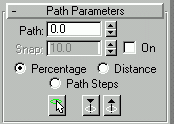 - Path Parameters
Path: 0.0
Snap: 10.0 On
Percentage Distance
Path Steps